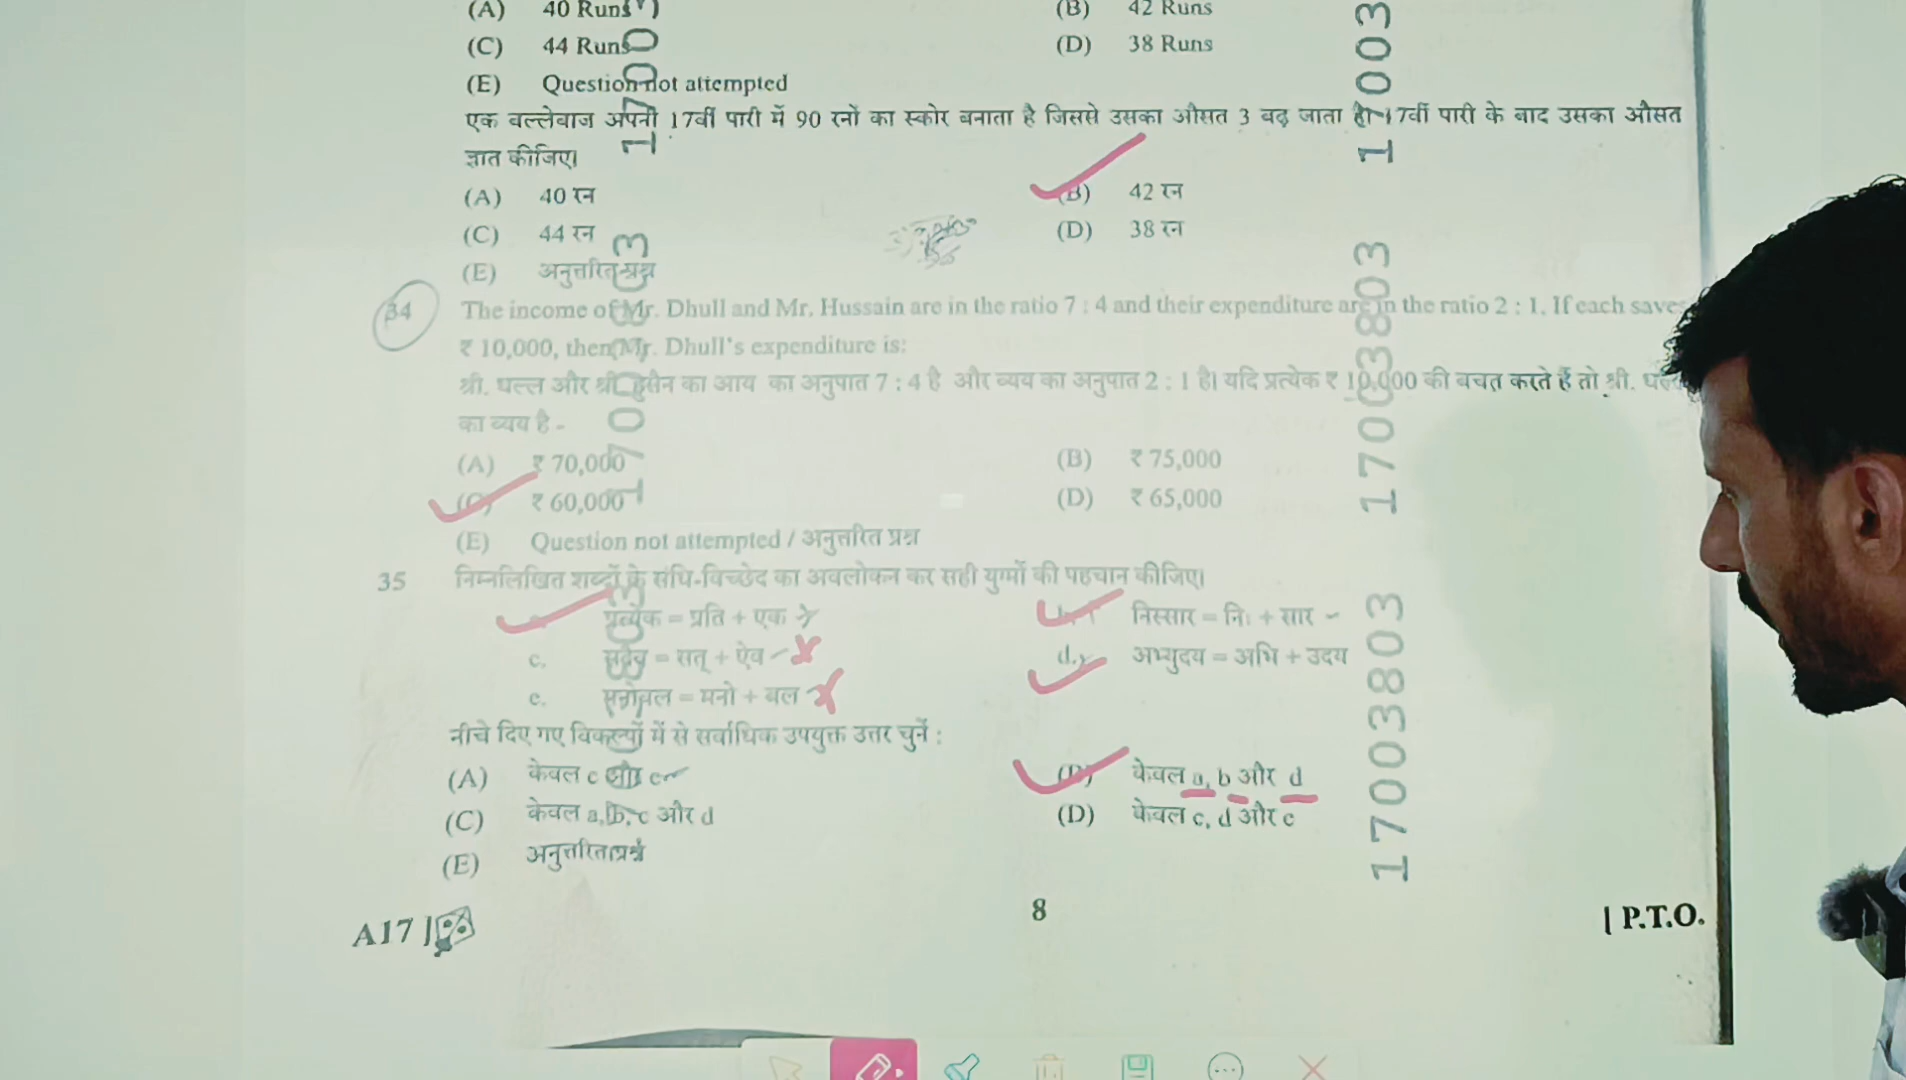 (A) 40 Runs (B) 42 Runs
(C) 44 Runs (D) 38 Runs
(E) Question not attempted
एक बल्लेबाज अपनी 17वीं पारी में 90 रनों का स्कोर बनाता है जिससे उसका औसत 3 बढ़ जाता है। 17वीं पारी के बाद उसका औसत
ज्ञात कीजिए।
(A) 40 रन (B) 42 रन
(C) 44 रन (D) 38 रन
(E) अनुत्तरित प्रश्न
34 The income of Mr. Dhull and Mr. Hussain are in the ratio 7 : 4 and their expenditure are in the ratio 2 : 1. If each save
₹ 10,000, then Mr. Dhull's expenditure is:
श्री. धल्ल और श्री. हुसैन का आय का अनुपात 7 : 4 है और व्यय का अनुपात 2 : 1 है। यदि प्रत्येक ₹ 10,000 की बचत करते हैं तो श्री.
का व्यय है -
(A) ₹ 70,000 (B) ₹ 75,000
(C) ₹ 60,000 (D) ₹ 65,000
(E) Question not attempted / अनुत्तरित प्रश्न
35 निम्नलिखित शब्दों के संधि-विच्छेद का अवलोकन कर सही युग्मों की पहचान कीजिए।
प्रत्येक = प्रति + एक निस्सार = निः + सार
c. सदैव = सत् + ऐव d. अभ्युदय = अभि + उदय
e. मनोबल = मनो + बल
नीचे दिए गए विकल्पों में से सर्वाधिक उपयुक्त उत्तर चुनें :
(A) केवल c और e (B) केवल a, b और d
(C) केवल a, b, c और d (D) केवल c, d और e
(E) अनुत्तरित प्रश्न
A17 ] 8 [ P.T.O.
17003803
17003803
17003